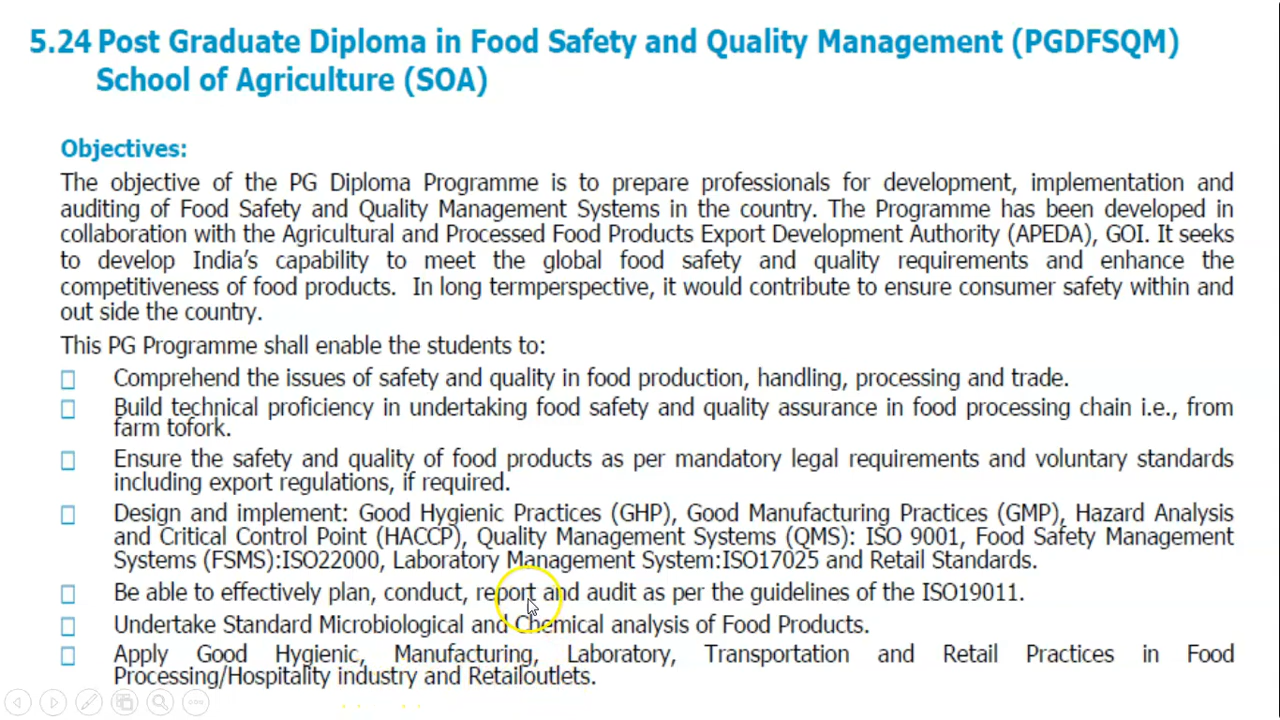 5.24 Post Graduate Diploma in Food Safety and Quality Management (PGDFSQM)
School of Agriculture (SOA)
Objectives:
The objective of the PG Diploma Programme is to prepare professionals for development, implementation and
auditing of Food Safety and Quality Management Systems in the country. The Programme has been developed in
collaboration with the Agricultural and Processed Food Products Export Development Authority (APEDA), GOI. It seeks
to develop India's capability to meet the global food safety and quality requirements and enhance the
competitiveness of food products. In long termperspective, it would contribute to ensure consumer safety within and
out side the country.
This PG Programme shall enable the students to:
Comprehend the issues of safety and quality in food production, handling, processing and trade.
Build technical proficiency in undertaking food safety and quality assurance in food processing chain i.e., from
farm tofork.
Ensure the safety and quality of food products as per mandatory legal requirements and voluntary standards
including export regulations, if required.
Design and implement: Good Hygienic Practices (GHP), Good Manufacturing Practices (GMP), Hazard Analysis
and Critical Control Point (HACCP), Quality Management Systems (QMS): ISO 9001, Food Safety Management
Systems (FSMS):ISO22000, Laboratory Management System:ISO17025 and Retail Standards.
Be able to effectively plan, conduct, report and audit as per the guidelines of the ISO19011.
Undertake Standard Microbiological and Chemical analysis of Food Products.
Apply Good Hygienic, Manufacturing, Laboratory, Transportation and Retail Practices in Food
Processing/Hospitality industry and Retailoutlets.